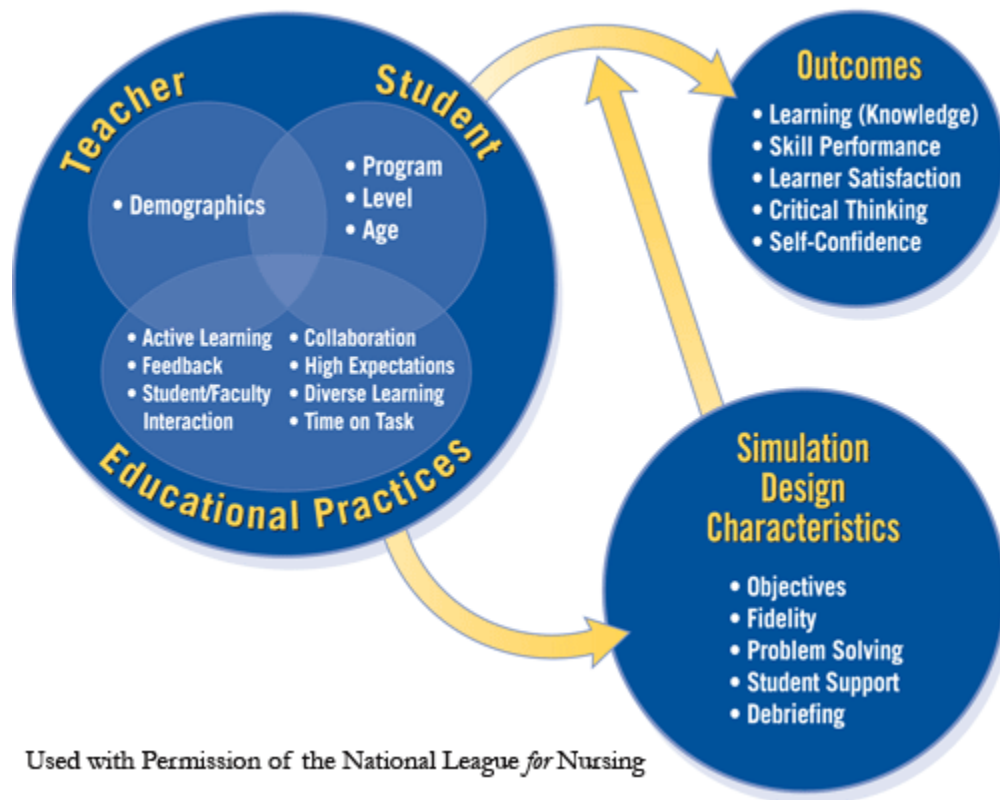 Teacher
Student
• Demographics
• Program
• Level
• Age
• Active Learning
• Feedback
• Student/Faculty
Interaction
• Collaboration
• High Expectations
• Diverse Learning
• Time on Task
Educational Practices
Outcomes
• Learning (Knowledge)
• Skill Performance
• Learner Satisfaction
• Critical Thinking
• Self-Confidence
Simulation
Design
Characteristics
• Objectives
• Fidelity
• Problem Solving
• Student Support
• Debriefing
Used with Permission of the National League for Nursing